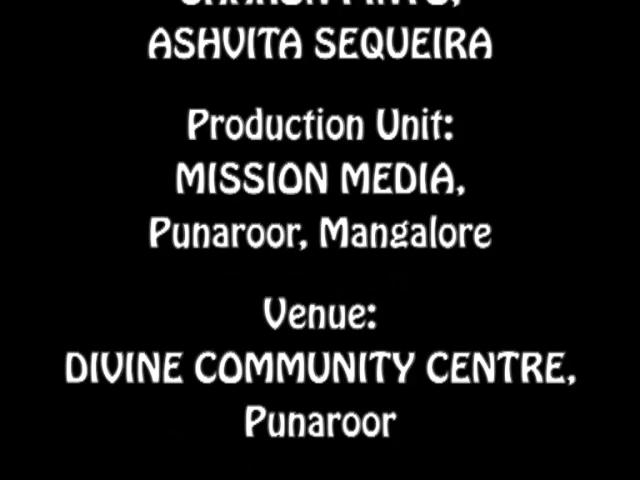 ASHVITA SEQUEIRA
Production Unit:
MISSION MEDIA,
Punaroor, Mangalore
Venue:
DIVINE COMMUNITY CENTRE,
Punaroor